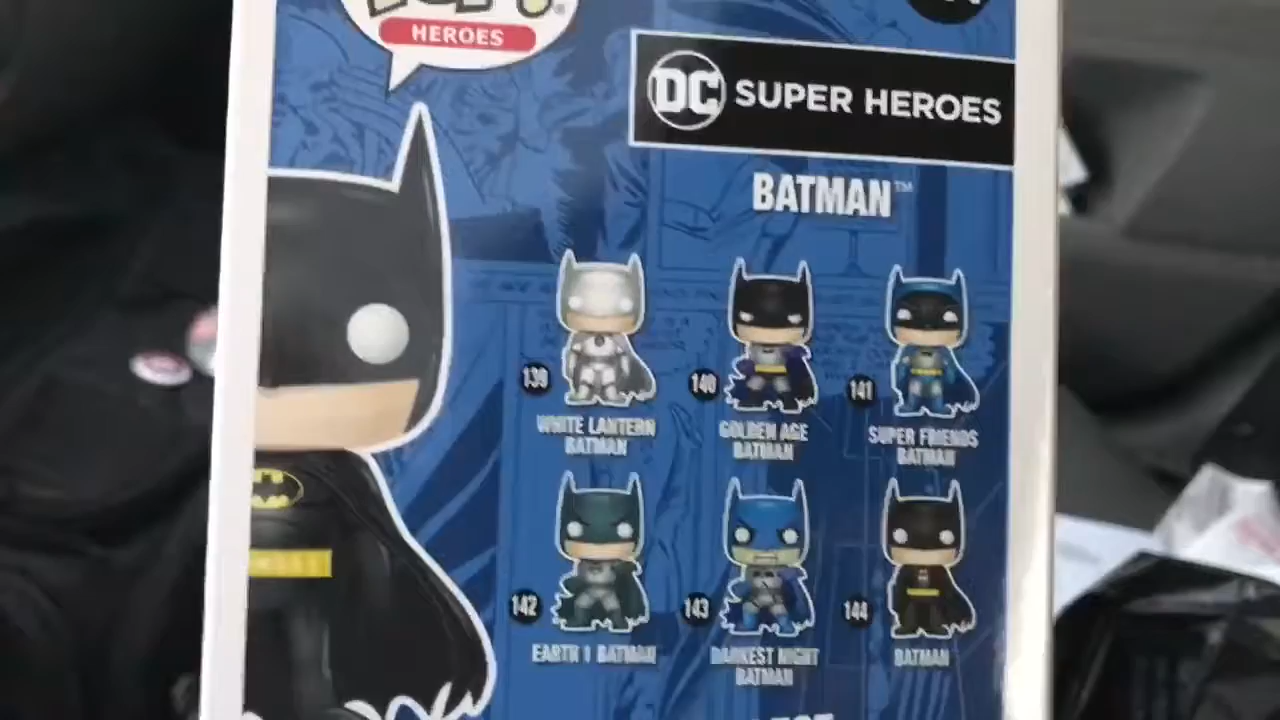 HEROES
DC SUPER HEROES
BATMAN™
139
140
141
WHITE LANTERN
BATMAN
GOLDEN AGE
BATMAN
SUPER FRIENDS
BATMAN
142
143
144
EARTH 1 BATMAN
DARKEST NIGHT
BATMAN
BATMAN